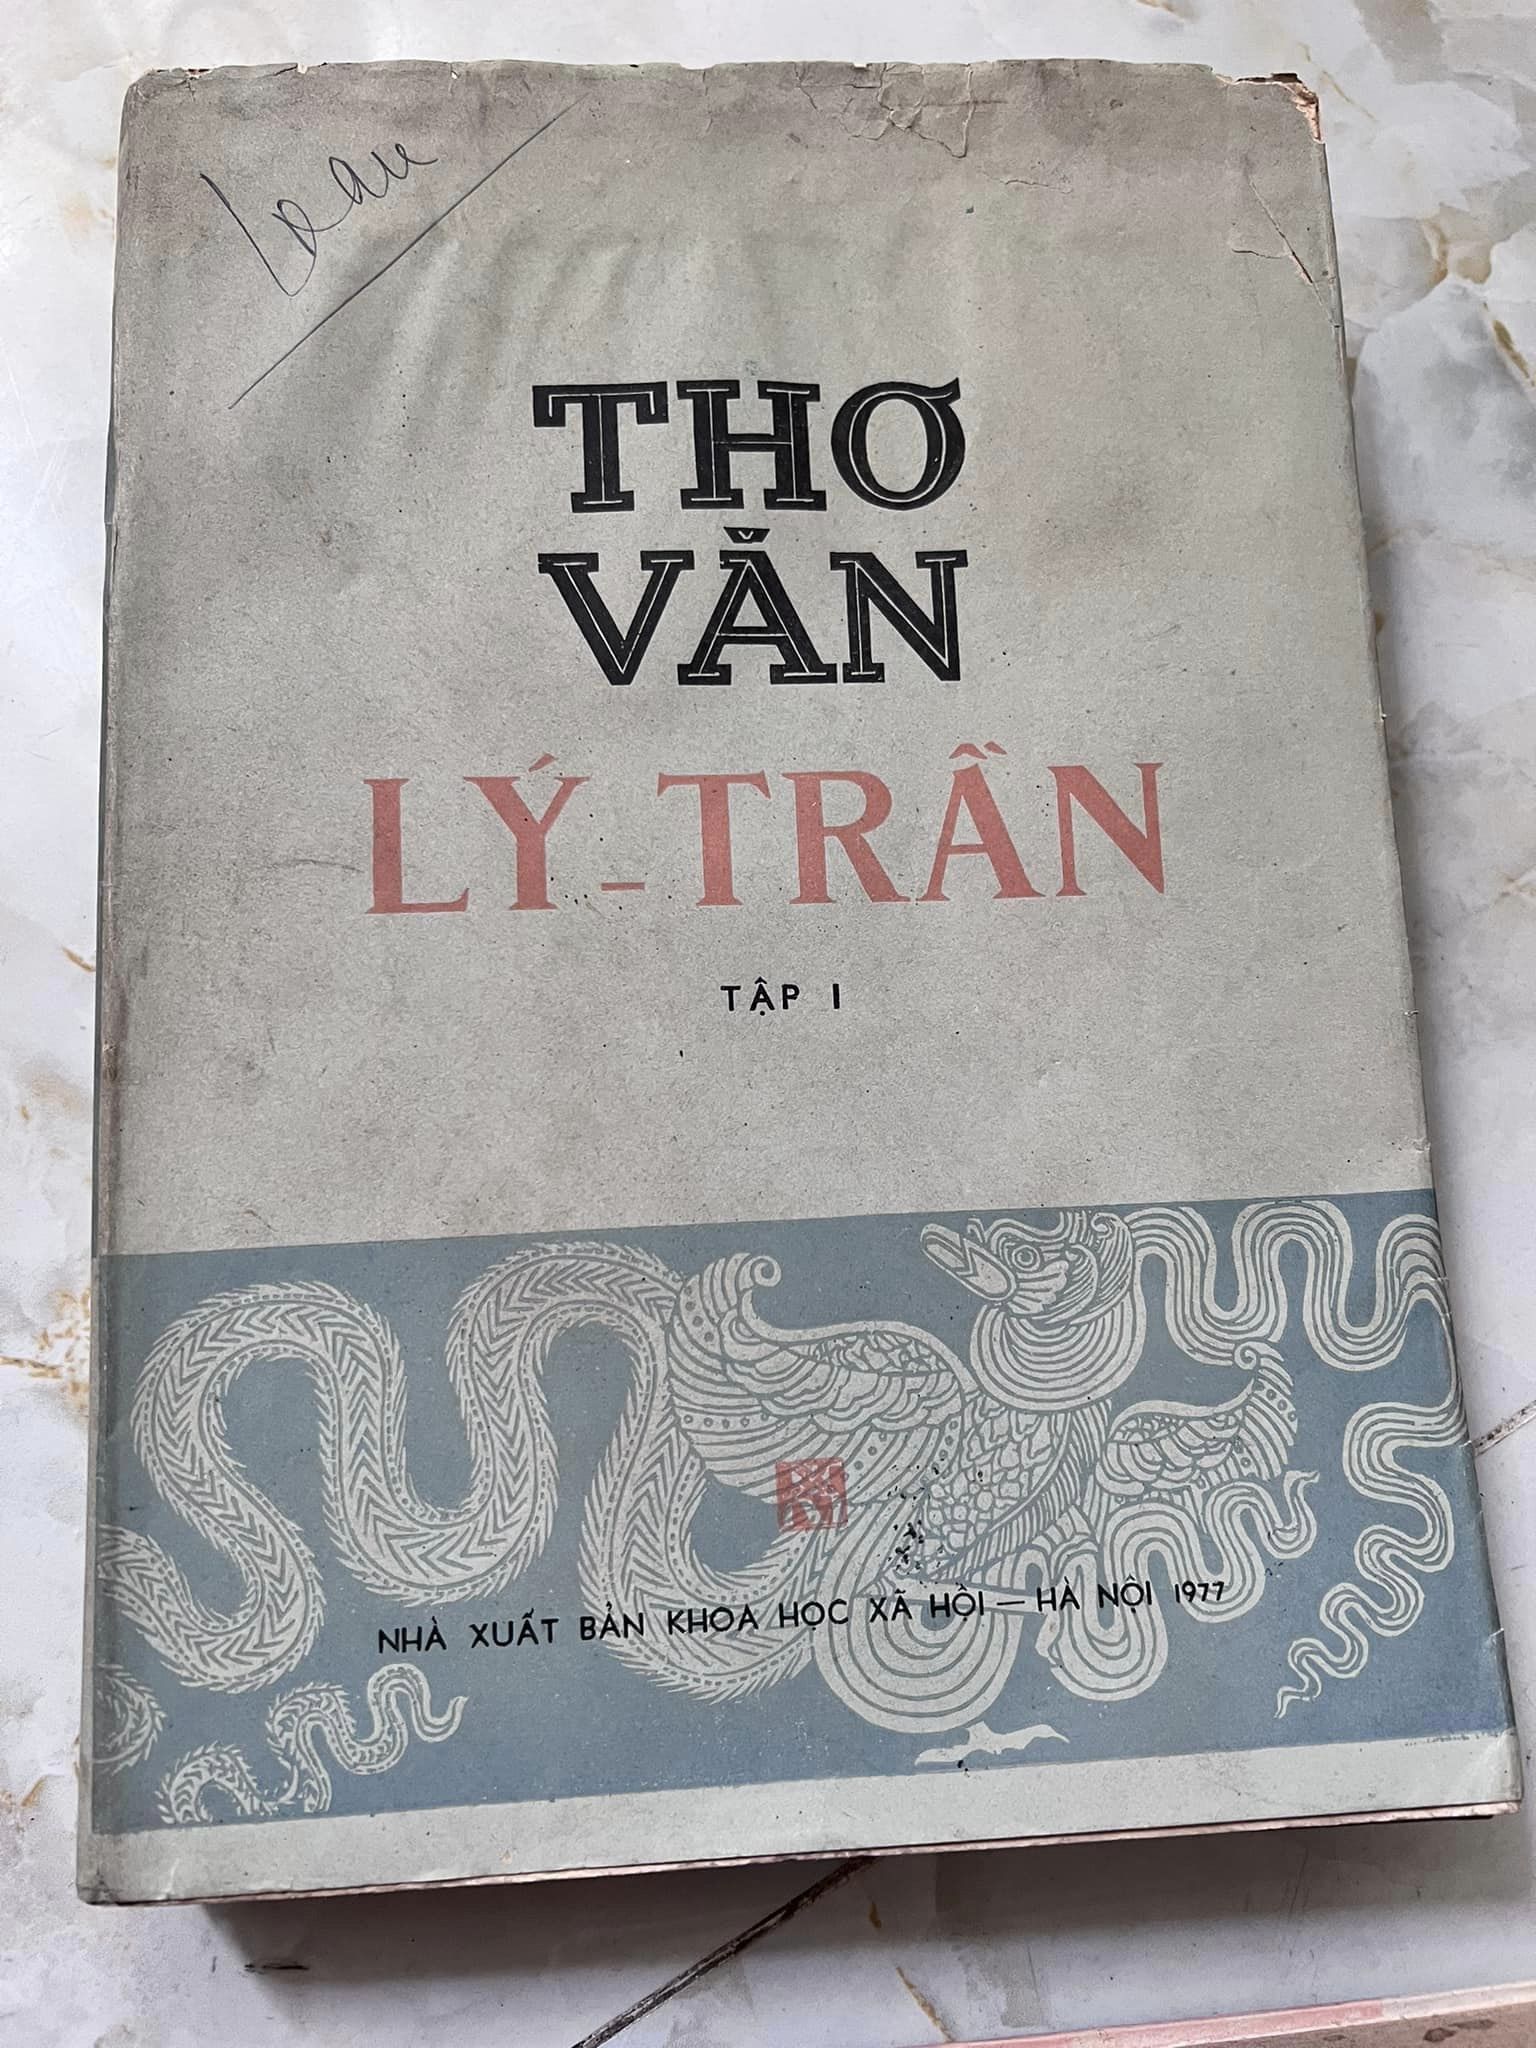 THƠ
VĂN
LÝ-TRẦN
TẬP I
NHÀ XUẤT BẢN KHOA HỌC XÃ HỘI — HÀ NỘI 1977